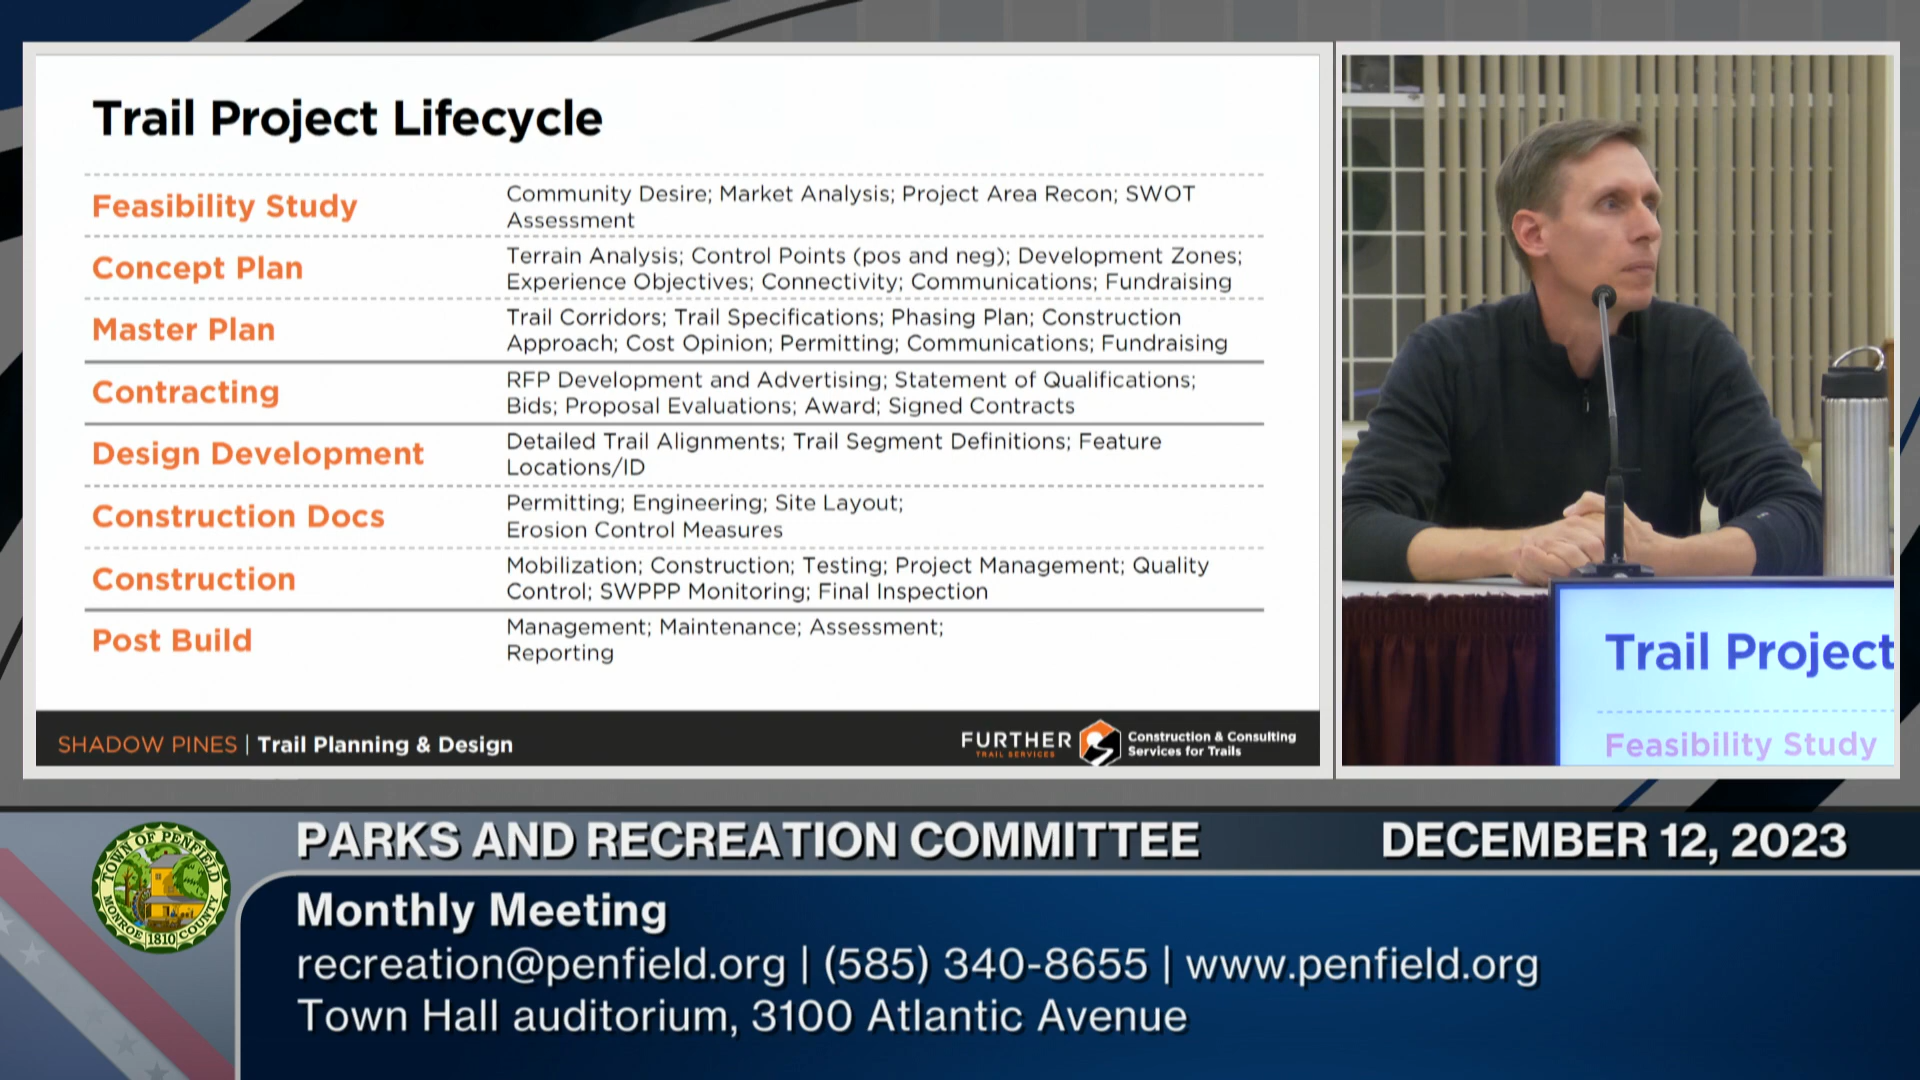 Trail Project Lifecycle
Feasibility Study
Community Desire; Market Analysis; Project Area Recon; SWOT
Assessment
Concept Plan
Terrain Analysis; Control Points (pos and neg); Development Zones;
Experience Objectives; Connectivity; Communications; Fundraising
Master Plan
Trail Corridors; Trail Specifications; Phasing Plan; Construction
Approach; Cost Opinion; Permitting; Communications; Fundraising
Contracting
RFP Development and Advertising; Statement of Qualifications;
Bids; Proposal Evaluations; Award; Signed Contracts
Design Development
Detailed Trail Alignments; Trail Segment Definitions; Feature
Locations/ID
Construction Docs
Permitting; Engineering; Site Layout;
Erosion Control Measures
Construction
Mobilization; Construction; Testing; Project Management; Quality
Control; SWPPP Monitoring; Final Inspection
Post Build
Management; Maintenance; Assessment;
Reporting
SHADOW PINES | Trail Planning & Design
FURTHER
TRAIL SERVICES
Construction & Consulting
Services for Trails
Trail Project
Feasibility Study
TOWN OF PENFIELD
MONROE 1810 COUNTY
PARKS AND RECREATION COMMITTEE
DECEMBER 12, 2023
Monthly Meeting
recreation@penfield.org | (585) 340-8655 | www.penfield.org
Town Hall auditorium, 3100 Atlantic Avenue